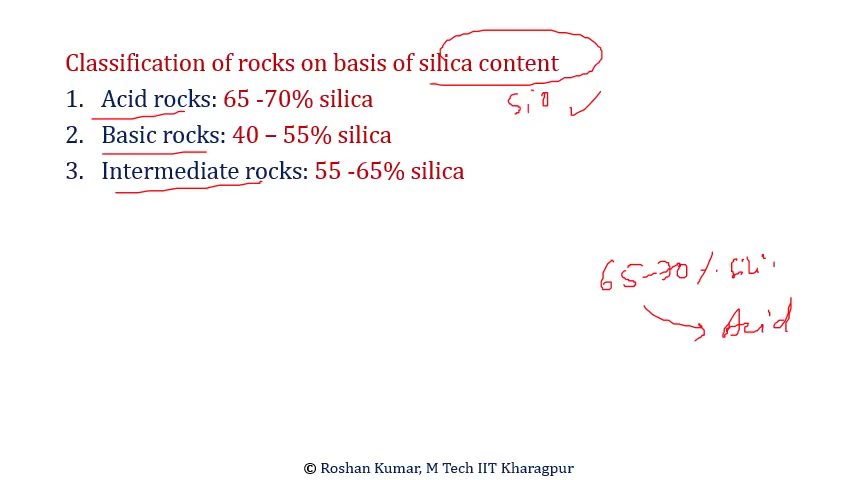 Classification of rocks on basis of silica content
1. Acid rocks: 65 -70% silica
SiO
2. Basic rocks: 40 – 55% silica
3. Intermediate rocks: 55 -65% silica
65-70 %. sili
Acid
© Roshan Kumar, M Tech IIT Kharagpur